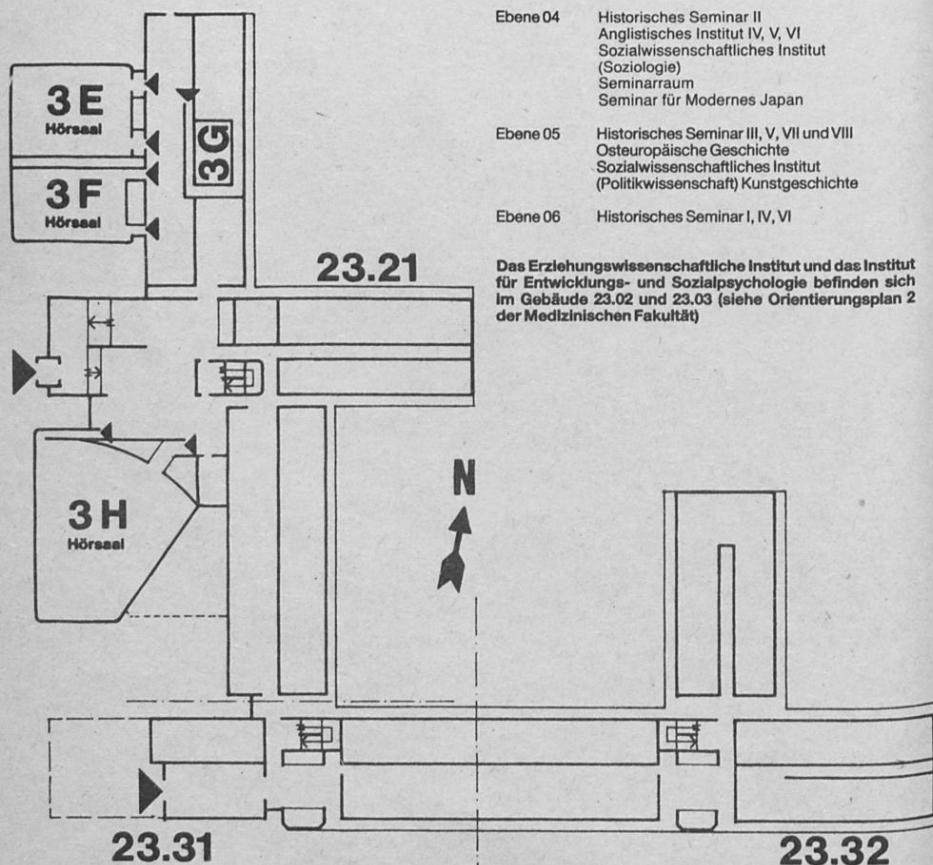 Ebene 04 Historisches Seminar II
Anglistisches Institut IV, V, VI
Sozialwissenschaftliches Institut
(Soziologie)
Seminarraum
Seminar für Modernes Japan
Ebene 05 Historisches Seminar III, V, VII und VIII
Osteuropäische Geschichte
Sozialwissenschaftliches Institut
(Politikwissenschaft) Kunstgeschichte
Ebene 06 Historisches Seminar I, IV, VI
Das Erziehungswissenschaftliche Institut und das Institut
für Entwicklungs- und Sozialpsychologie befinden sich
im Gebäude 23.02 und 23.03 (siehe Orientierungsplan 2
der Medizinischen Fakultät)
3E
Hörsaal
3G
3F
Hörsaal
23.21
3H
Hörsaal
N
23.31
23.32